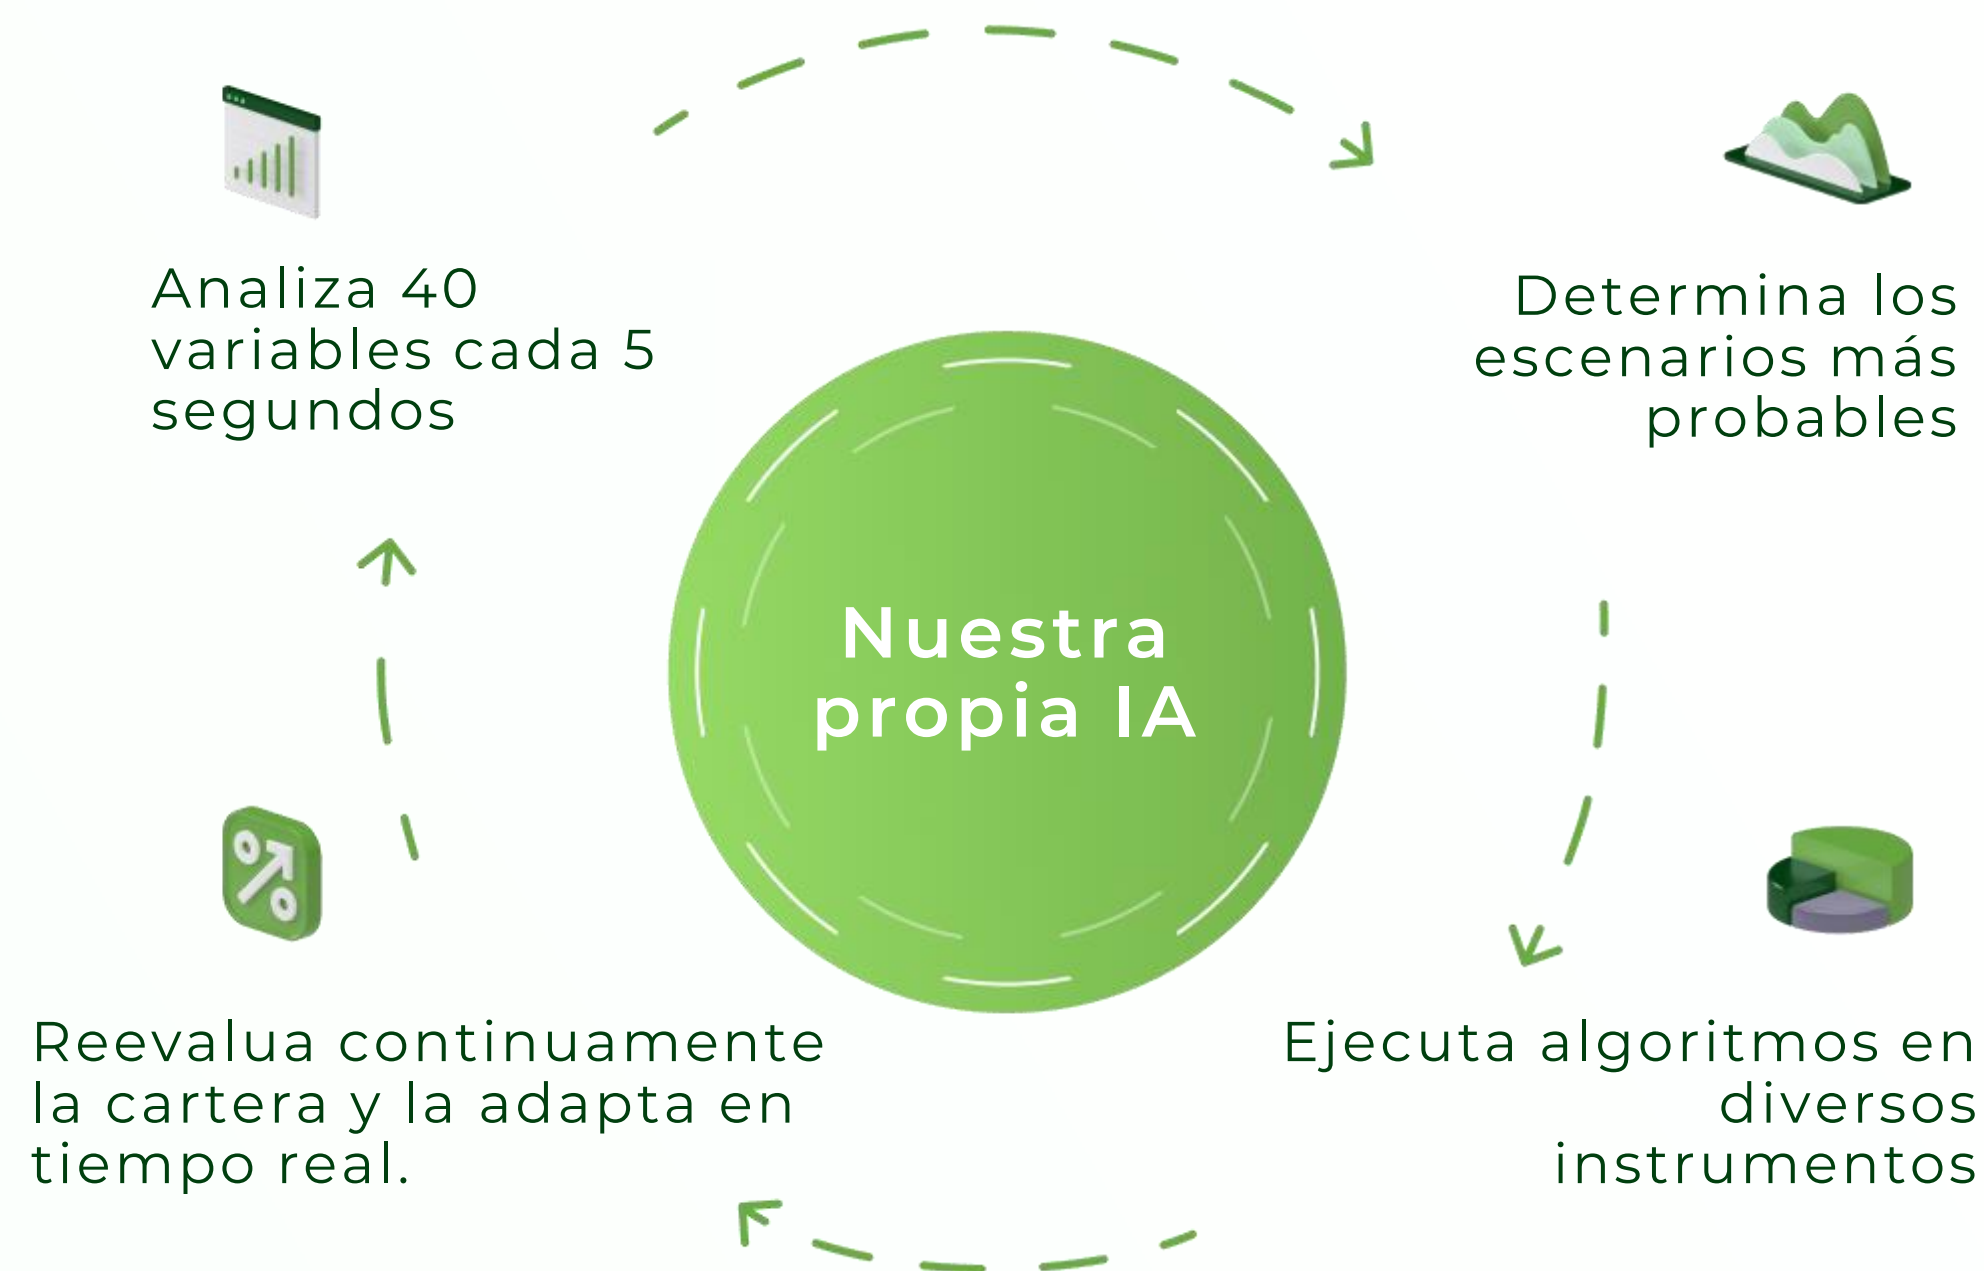 Analiza 40
variables cada 5
segundos
Determina los
escenarios más
probables
Nuestra
propia IA
Reevalua continuamente
la cartera y la adapta en
tiempo real.
Ejecuta algoritmos en
diversos
instrumentos